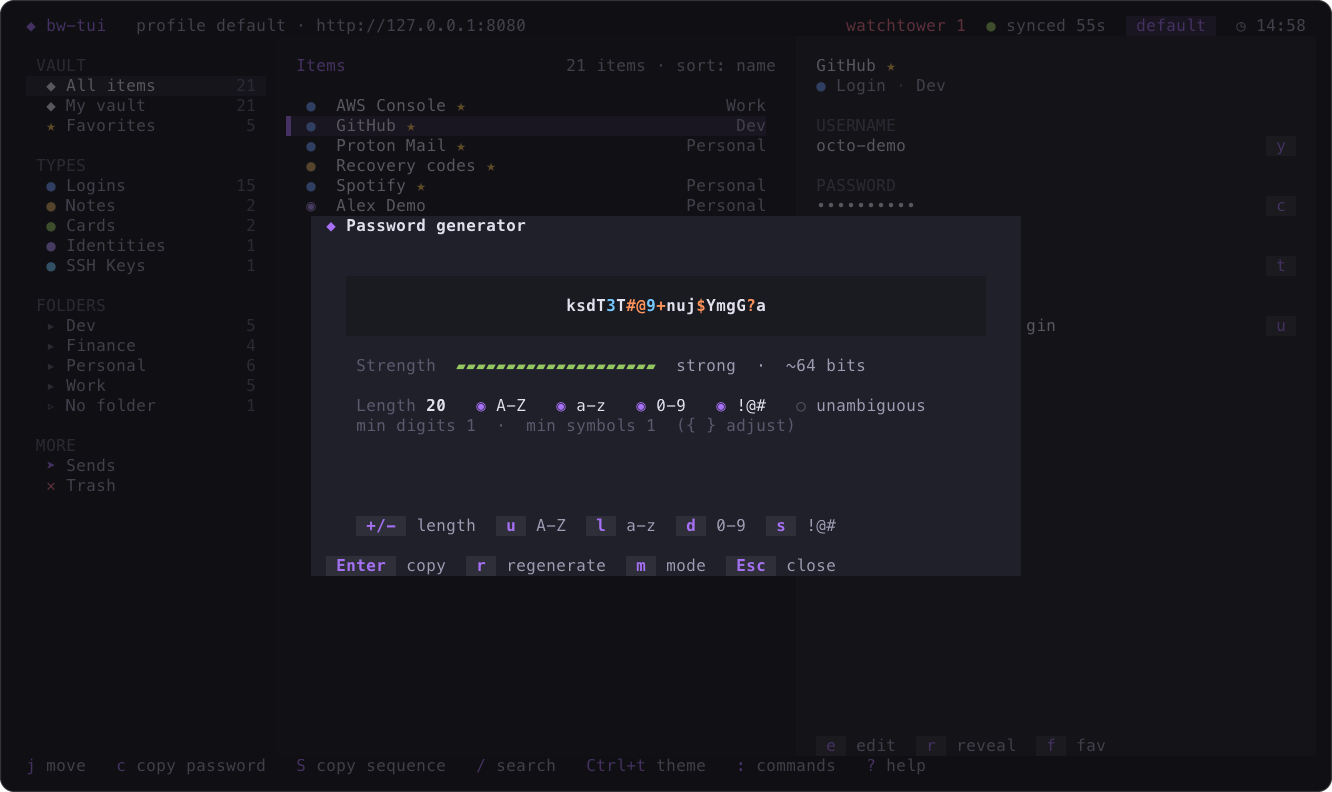 ◆ bw-tui   profile default · http://127.0.0.1:8080   watchtower 1   ● synced 55s   default   ◷ 14:58
VAULT
◆ All items 21
◆ My vault 21
★ Favorites 5
TYPES
● Logins 15
● Notes 2
● Cards 2
● Identities 1
● SSH Keys 1
FOLDERS
▸ Dev 5
▸ Finance 4
▸ Personal 6
▸ Work 5
▹ No folder 1
MORE
➤ Sends
✕ Trash
Items   21 items · sort: name
● AWS Console ★ Work
● GitHub ★ Dev
● Proton Mail ★ Personal
● Recovery codes ★
● Spotify ★ Personal
◉ Alex Demo Personal
GitHub ★
● Login · Dev
USERNAME
octo-demo y
PASSWORD
•••••••••• c
t
gin u
◆ Password generator
ksdT3T#@9+nuj$YmgG?a
Strength ▰▰▰▰▰▰▰▰▰▰▰▰▰▰▰▰▰▰▰▰ strong · ~64 bits
Length 20 ◉ A-Z ◉ a-z ◉ 0-9 ◉ !@# ○ unambiguous
min digits 1 · min symbols 1 ({ } adjust)
+/- length u A-Z l a-z d 0-9 s !@#
Enter copy r regenerate m mode Esc close
e edit r reveal f fav
j move c copy password S copy sequence / search Ctrl+t theme : commands ? help